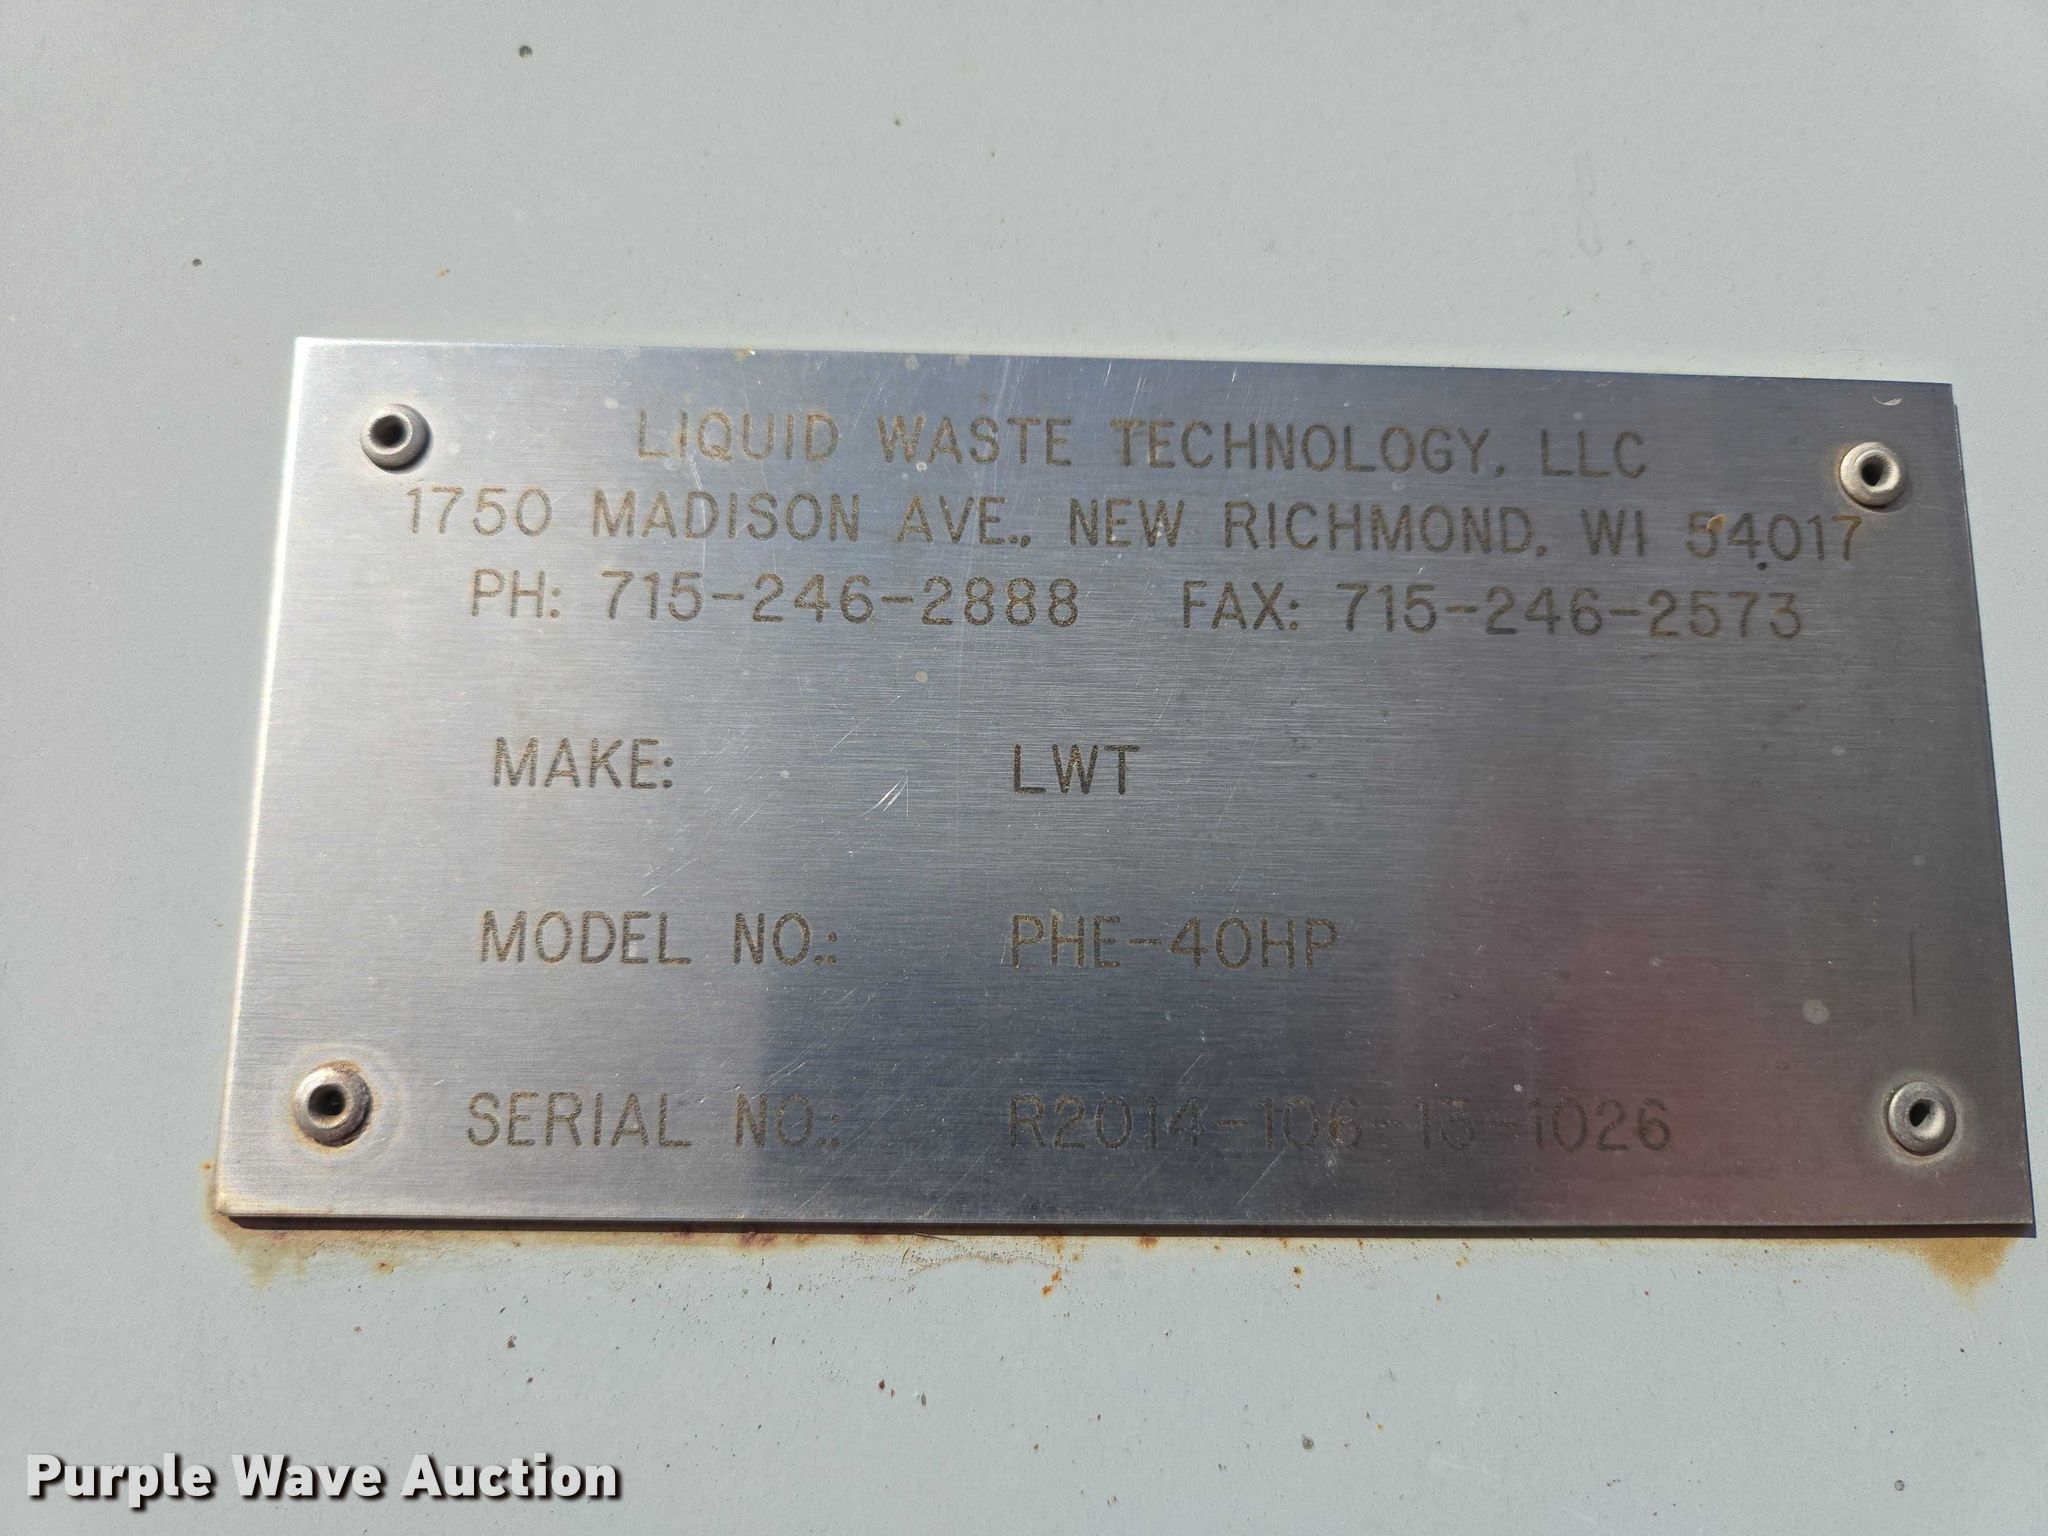 LIQUID WASTE TECHNOLOGY, LLC
1750 MADISON AVE., NEW RICHMOND, WI 54017
PH: 715-246-2888 FAX: 715-246-2573
MAKE: LWT
MODEL NO.: PHE-40HP
SERIAL NO.: R2014-106-13-1026
Purple Wave Auction